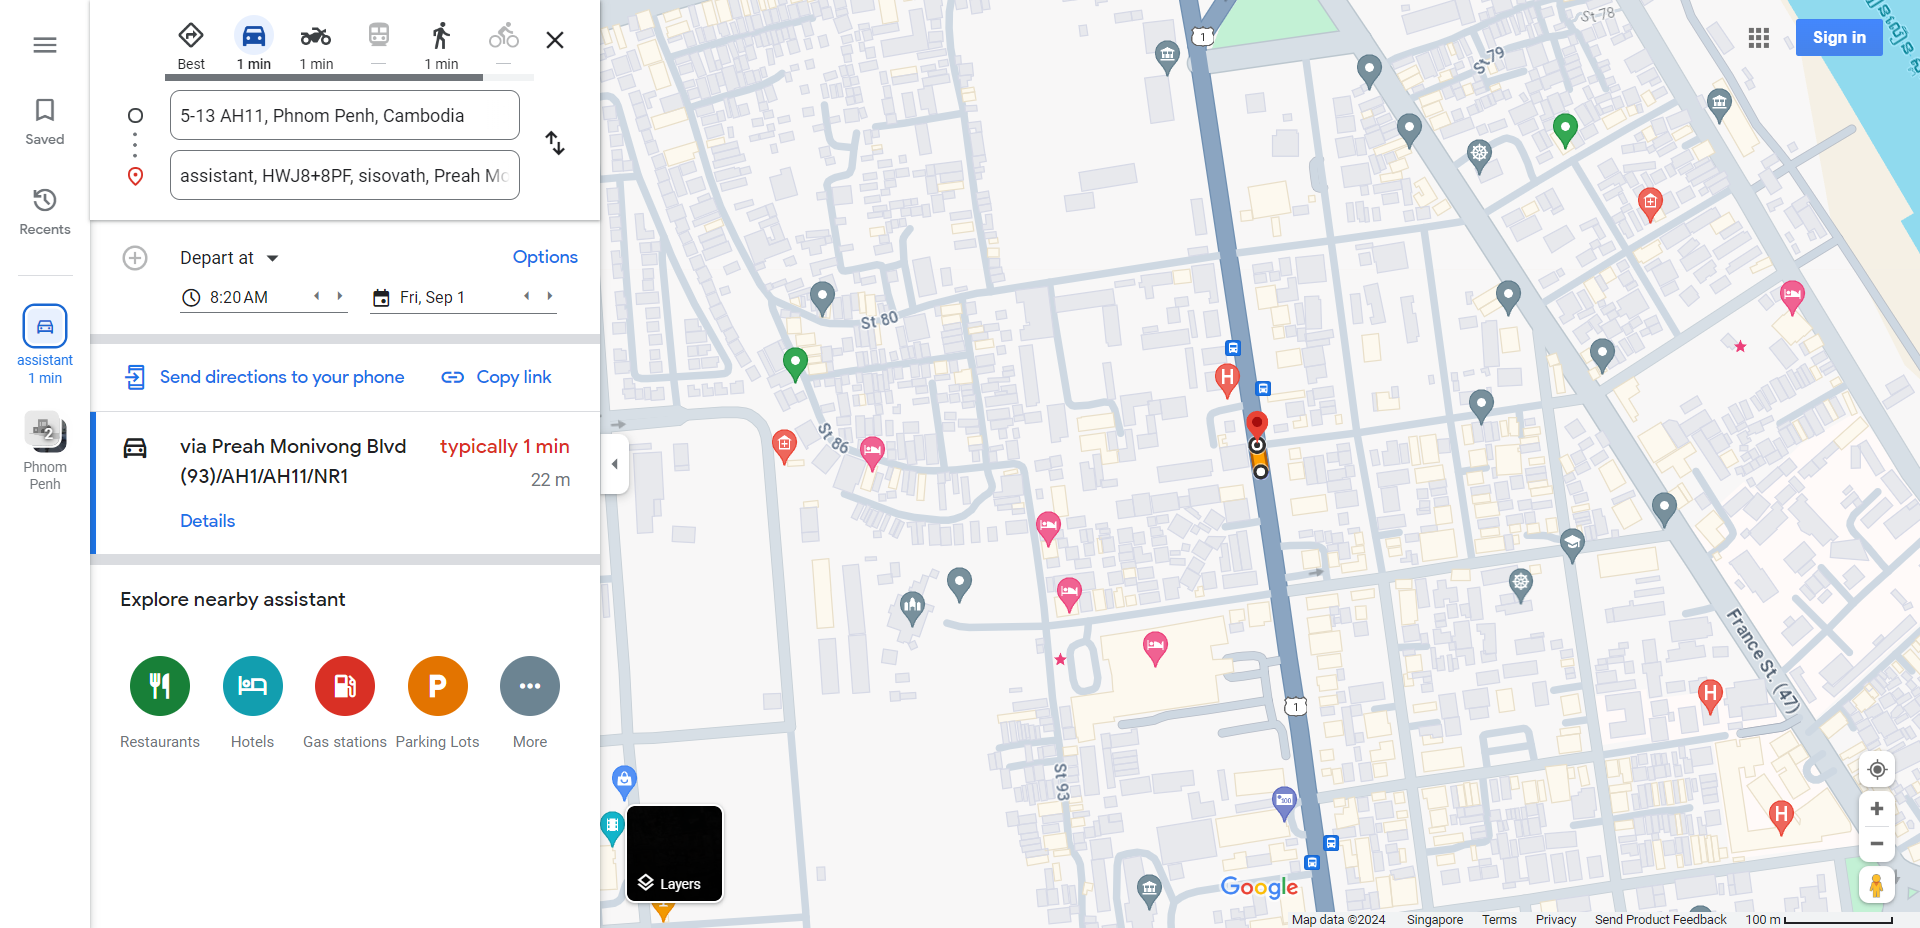 Saved
Recents
assistant
1 min
2
Phnom
Penh
Best
1 min
1 min
—
1 min
—
5-13 AH11, Phnom Penh, Cambodia
assistant, HWJ8+8PF, sisovath, Preah Mo
Depart at
Options
8:20 AM
Fri, Sep 1
Send directions to your phone
Copy link
via Preah Monivong Blvd
(93)/AH1/AH11/NR1
typically 1 min
22 m
Details
Explore nearby assistant
P
Restaurants
Hotels
Gas stations
Parking Lots
More
Layers
Sign in
1
St 78
St 79
St 80
St 86
H
H
H
1
St 93
France St. (47)
Google
Map data ©2024
Singapore
Terms
Privacy
Send Product Feedback
100 m